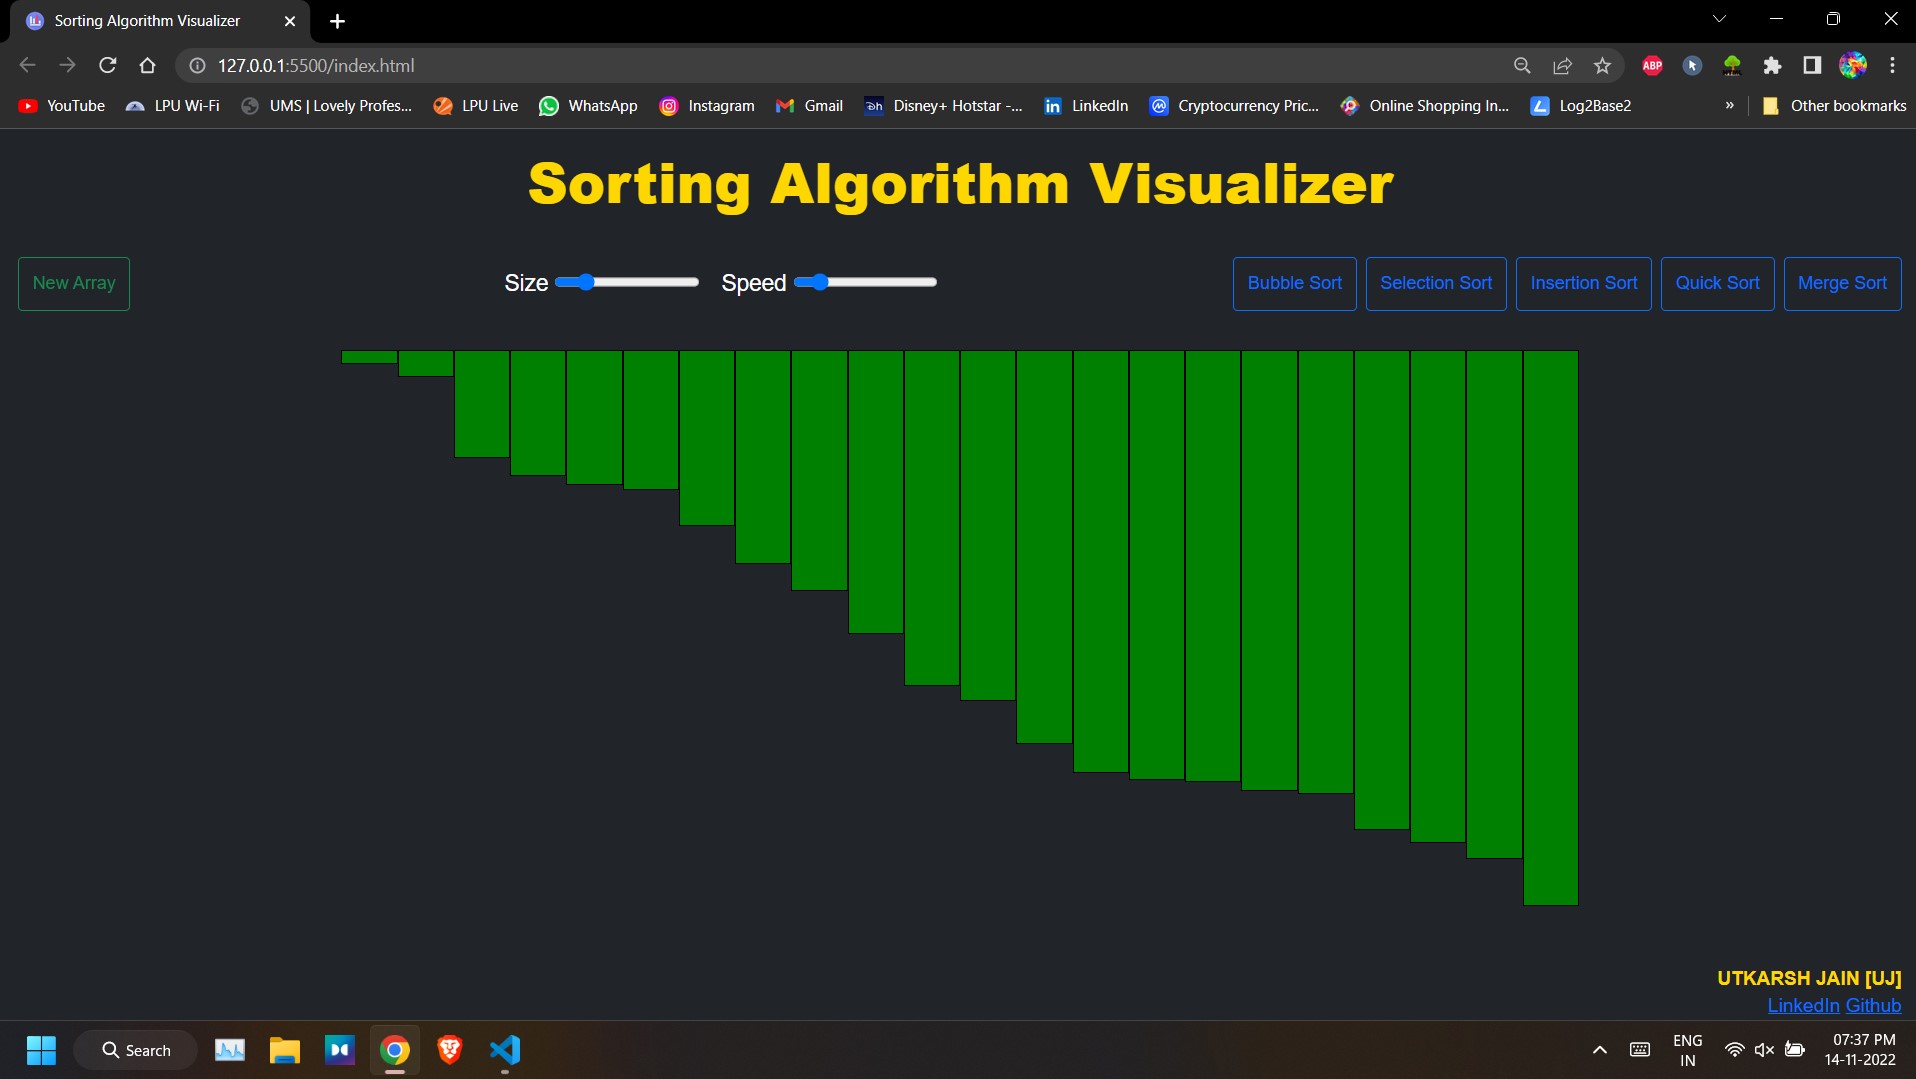 Sorting Algorithm Visualizer
127.0.0.1:5500/index.html
ABP
YouTube LPU Wi-Fi UMS | Lovely Profes... LPU Live WhatsApp Instagram Gmail Disney+ Hotstar -... LinkedIn Cryptocurrency Pric... Online Shopping In... Log2Base2 » Other bookmarks
Sorting Algorithm Visualizer
New Array Size Speed Bubble Sort Selection Sort Insertion Sort Quick Sort Merge Sort
UTKARSH JAIN [UJ]
LinkedIn Github
Search
ENG
IN
07:37 PM
14-11-2022